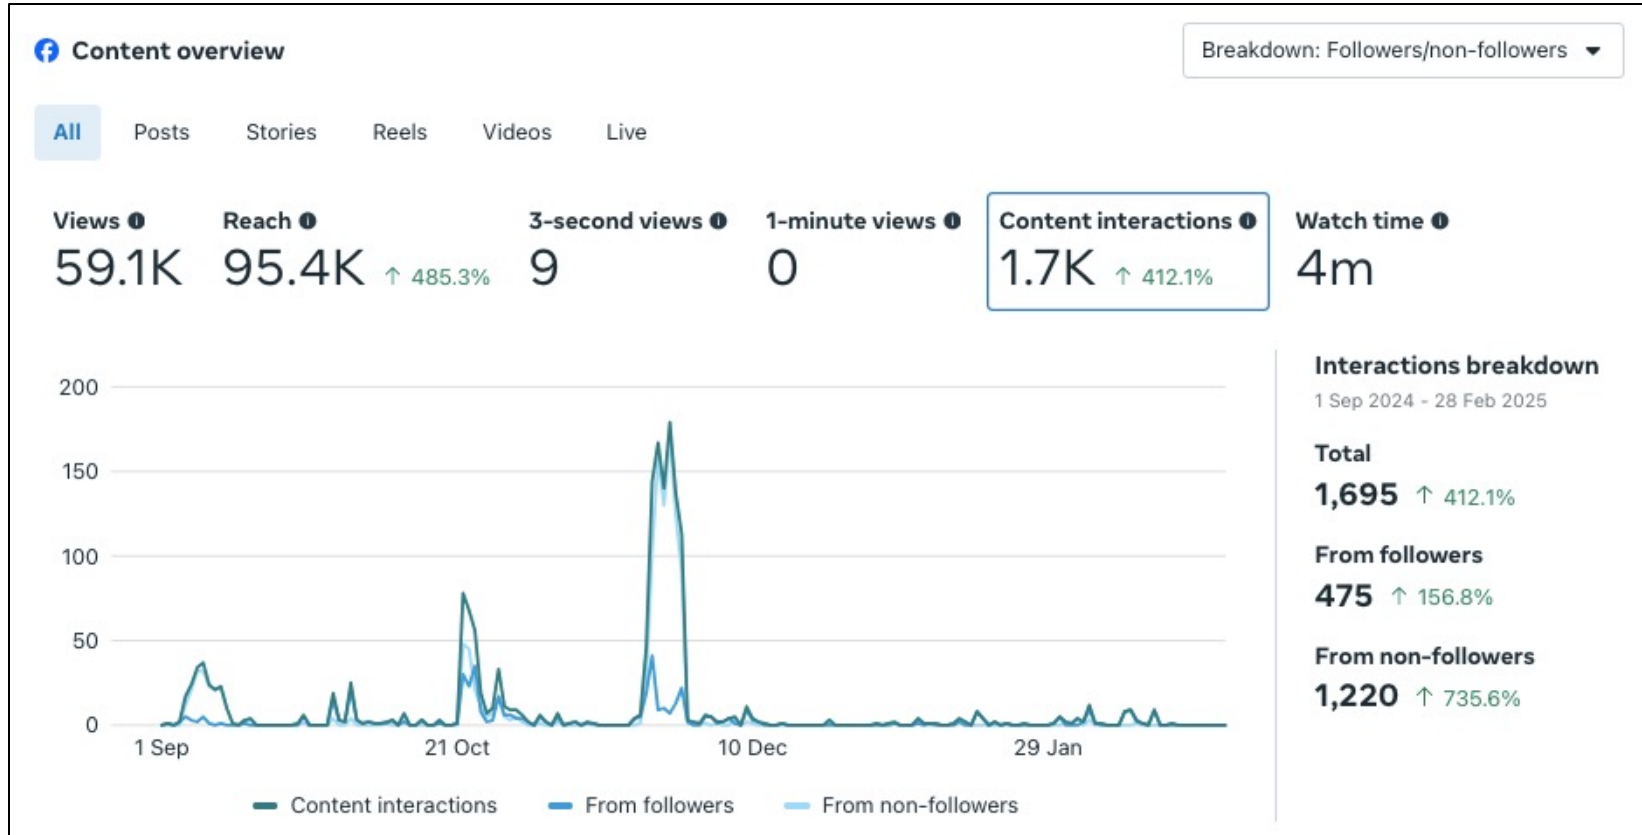 Content overview
Breakdown: Followers/non-followers
All Posts Stories Reels Videos Live
Views Reach 3-second views 1-minute views Content interactions Watch time
59.1K 95.4K ↑ 485.3% 9 0 1.7K ↑ 412.1% 4m
200
150
100
50
0
1 Sep 21 Oct 10 Dec 29 Jan
Content interactions From followers From non-followers
Interactions breakdown
1 Sep 2024 - 28 Feb 2025
Total
1,695 ↑ 412.1%
From followers
475 ↑ 156.8%
From non-followers
1,220 ↑ 735.6%